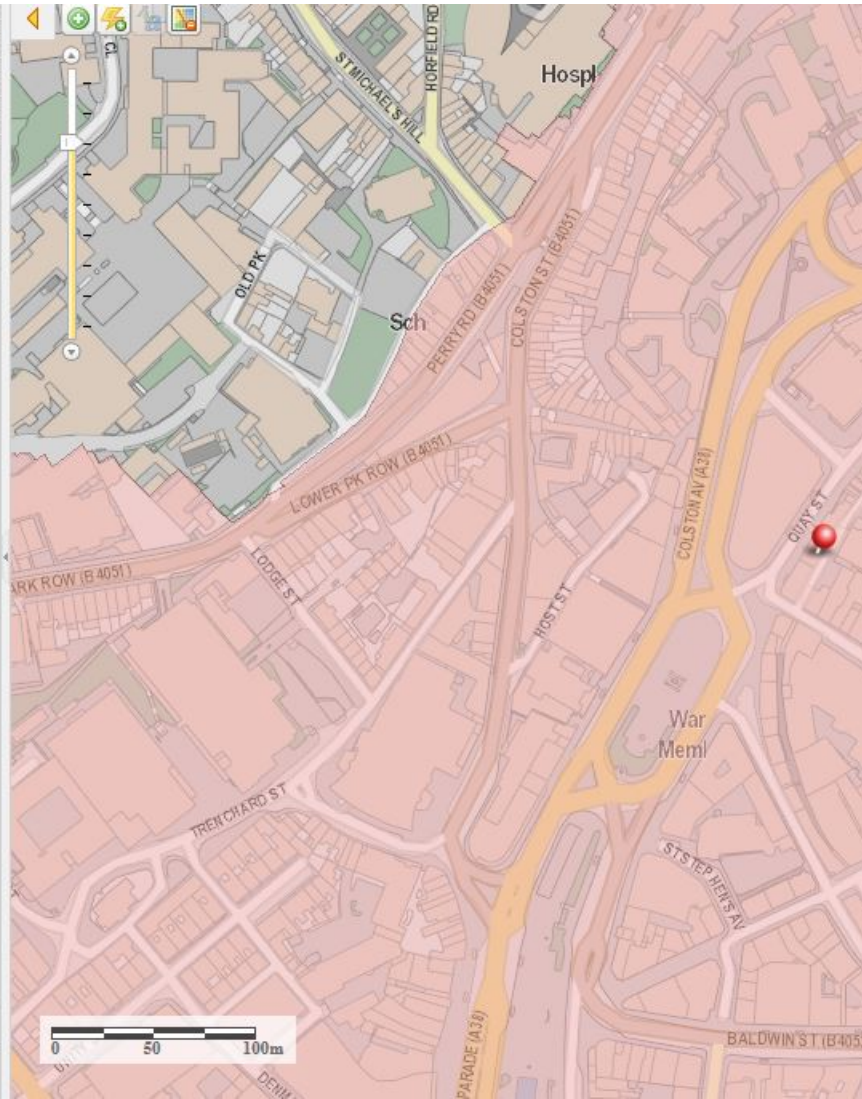 CL
ST MICHAEL'S HILL
HORFIELD RD
Hospl
OLD PK
Sch
PERRY RD (B4051)
COLSTON ST (B4051)
LOWER PK ROW (B4051)
COLSTON AV (A38)
QUAY ST
ARK ROW (B4051)
LODGE ST
HOST ST
War
Meml
TRENCHARD ST
ST STEPHEN'S AV
0 50 100m
PARADE (A38)
BALDWIN ST (B405
DENM